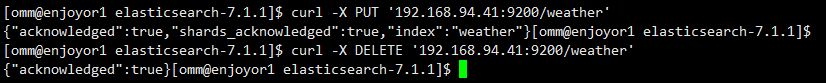 [omm@enjoyor1 elasticsearch-7.1.1]$ curl -X PUT '192.168.94.41:9200/weather'
{"acknowledged":true,"shards_acknowledged":true,"index":"weather"}[omm@enjoyor1 elasticsearch-7.1.1]$
[omm@enjoyor1 elasticsearch-7.1.1]$ curl -X DELETE '192.168.94.41:9200/weather'
{"acknowledged":true}[omm@enjoyor1 elasticsearch-7.1.1]$